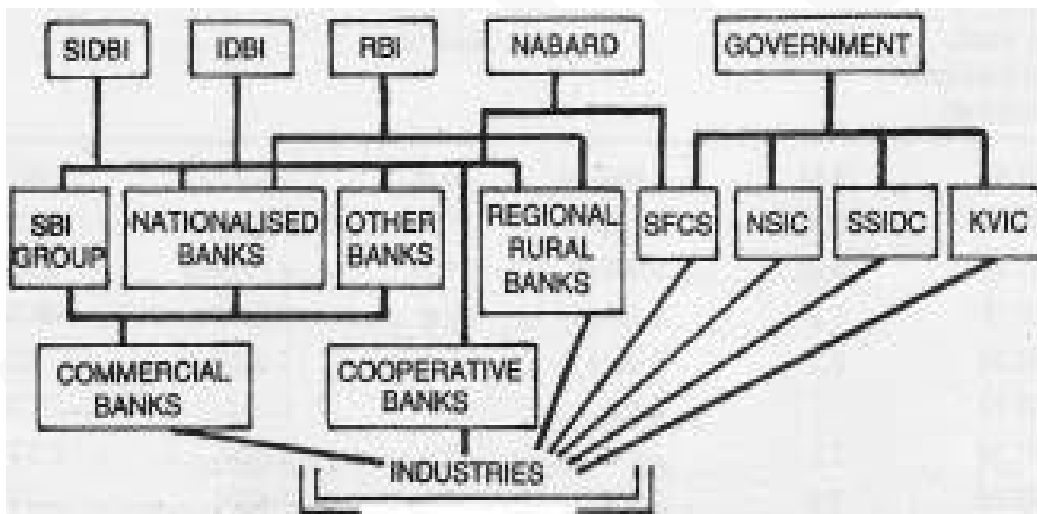 SIDBI
IDBI
RBI
NABARD
GOVERNMENT
SBI
GROUP
NATIONALISED
BANKS
OTHER
BANKS
REGIONAL
RURAL
BANKS
SFCS
NSIC
SSIDC
KVIC
COMMERCIAL
BANKS
COOPERATIVE
BANKS
INDUSTRIES